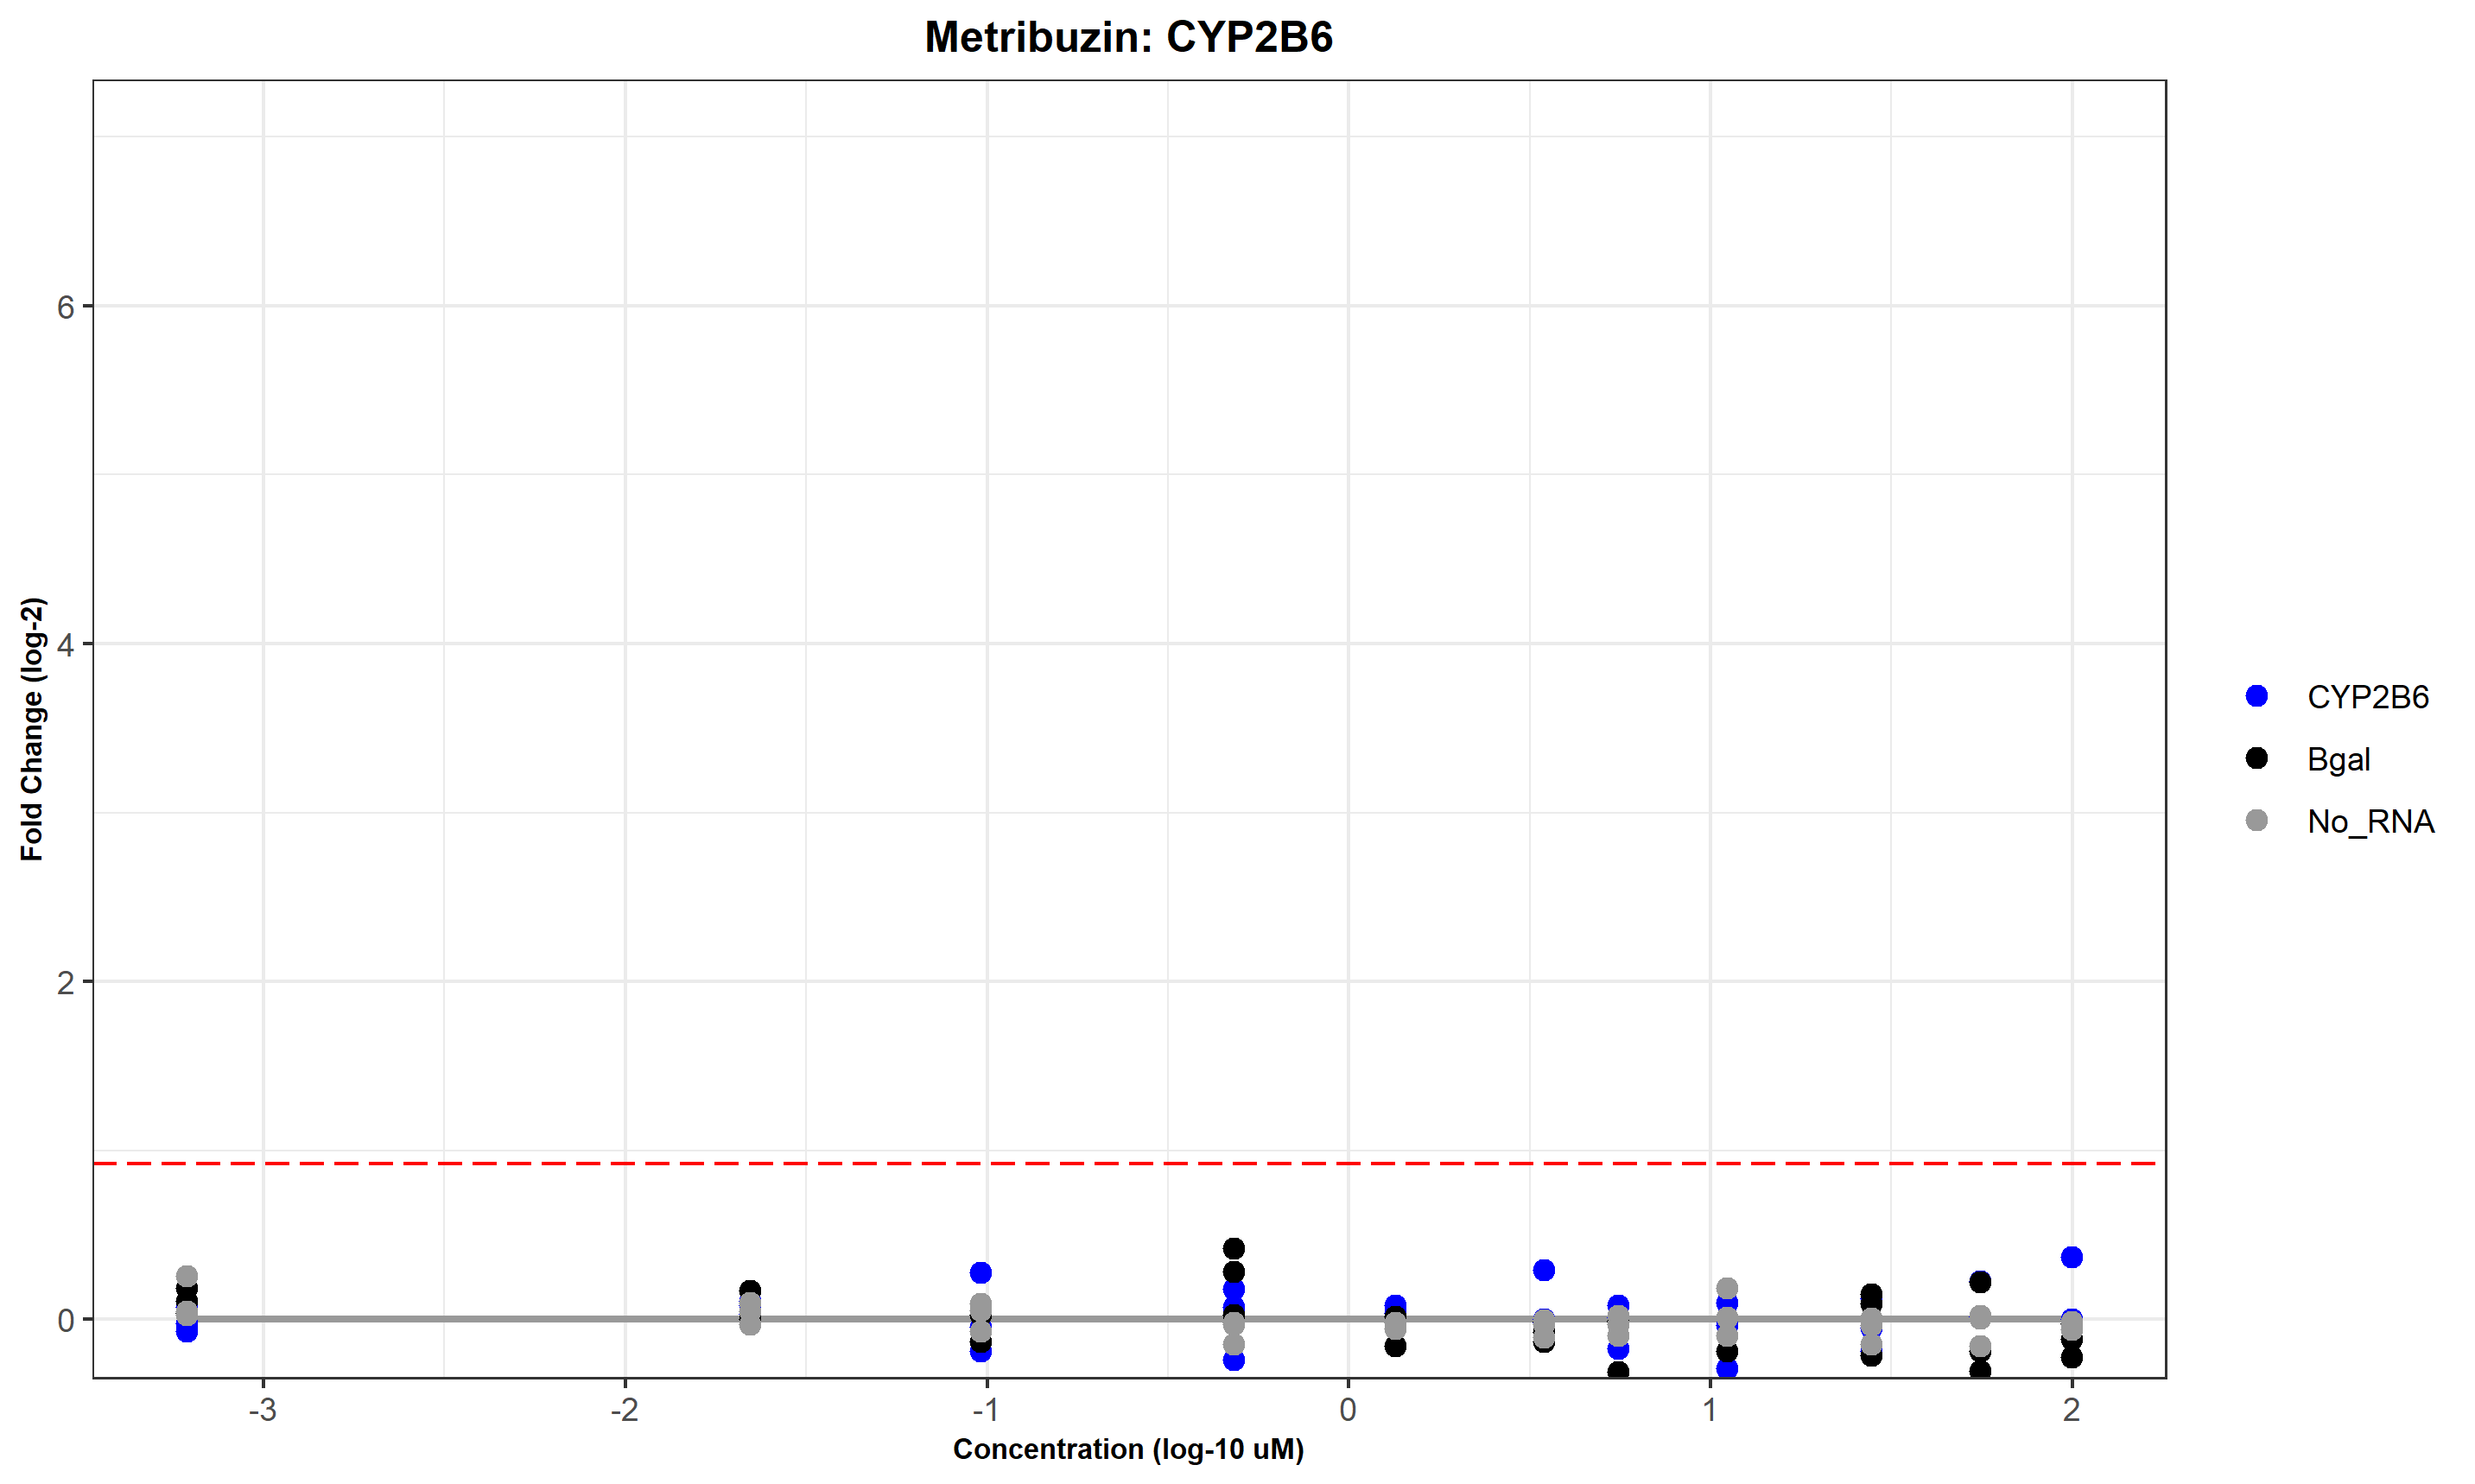 Metribuzin: CYP2B6
Fold Change (log-2)
6
4
2
0
-3
-2
-1
0
1
2
Concentration (log-10 uM)
CYP2B6
Bgal
No_RNA